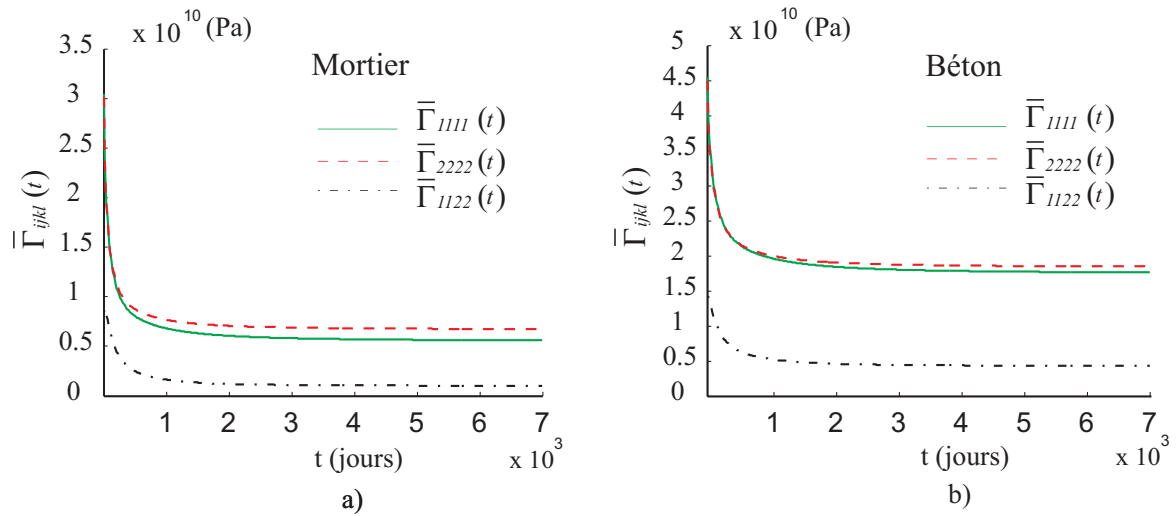 x 10^10 (Pa)
Mortier
Γ̅1111 (t)
Γ̅2222 (t)
Γ̅1122 (t)
Γ̅ijkl (t)
3.5
3
2.5
2
1.5
1
0.5
0
1 2 3 4 5 6 7
t (jours)
x 10^3
a)
x 10^10 (Pa)
Béton
Γ̅1111 (t)
Γ̅2222 (t)
Γ̅1122 (t)
Γ̅ijkl (t)
5
4.5
4
3.5
3
2.5
2
1.5
1
0.5
0
1 2 3 4 5 6 7
t (jours)
x 10^3
b)